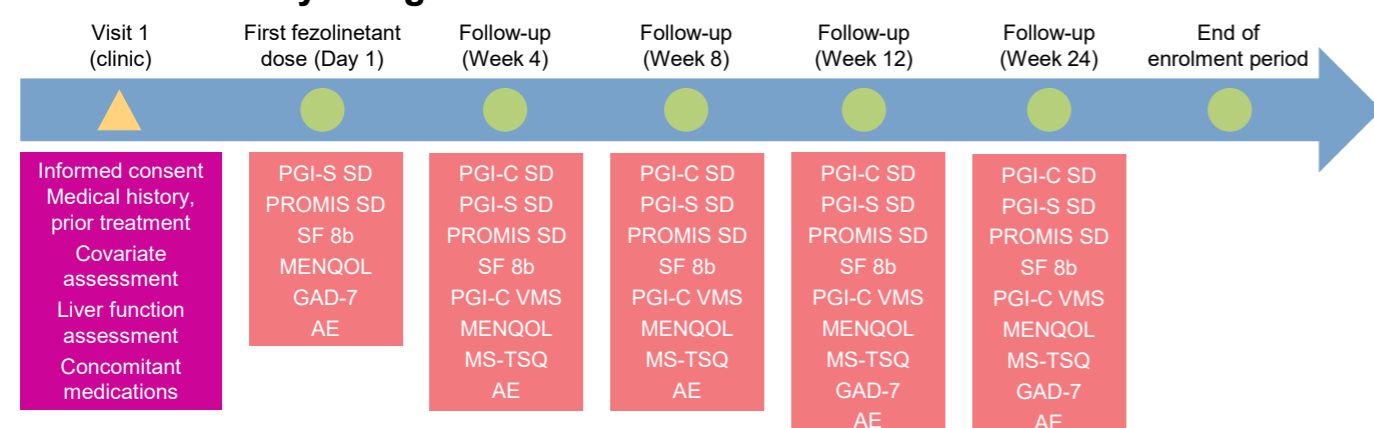 Visit 1
(clinic)
First fezolinetant
dose (Day 1)
Follow-up
(Week 4)
Follow-up
(Week 8)
Follow-up
(Week 12)
Follow-up
(Week 24)
End of
enrolment period
Informed consent
Medical history,
prior treatment
Covariate
assessment
Liver function
assessment
Concomitant
medications
PGI-S SD
PROMIS SD
SF 8b
MENQOL
GAD-7
AE
PGI-C SD
PGI-S SD
PROMIS SD
SF 8b
PGI-C VMS
MENQOL
MS-TSQ
AE
PGI-C SD
PGI-S SD
PROMIS SD
SF 8b
PGI-C VMS
MENQOL
MS-TSQ
AE
PGI-C SD
PGI-S SD
PROMIS SD
SF 8b
PGI-C VMS
MENQOL
MS-TSQ
GAD-7
AE
PGI-C SD
PGI-S SD
PROMIS SD
SF 8b
PGI-C VMS
MENQOL
MS-TSQ
GAD-7
AE